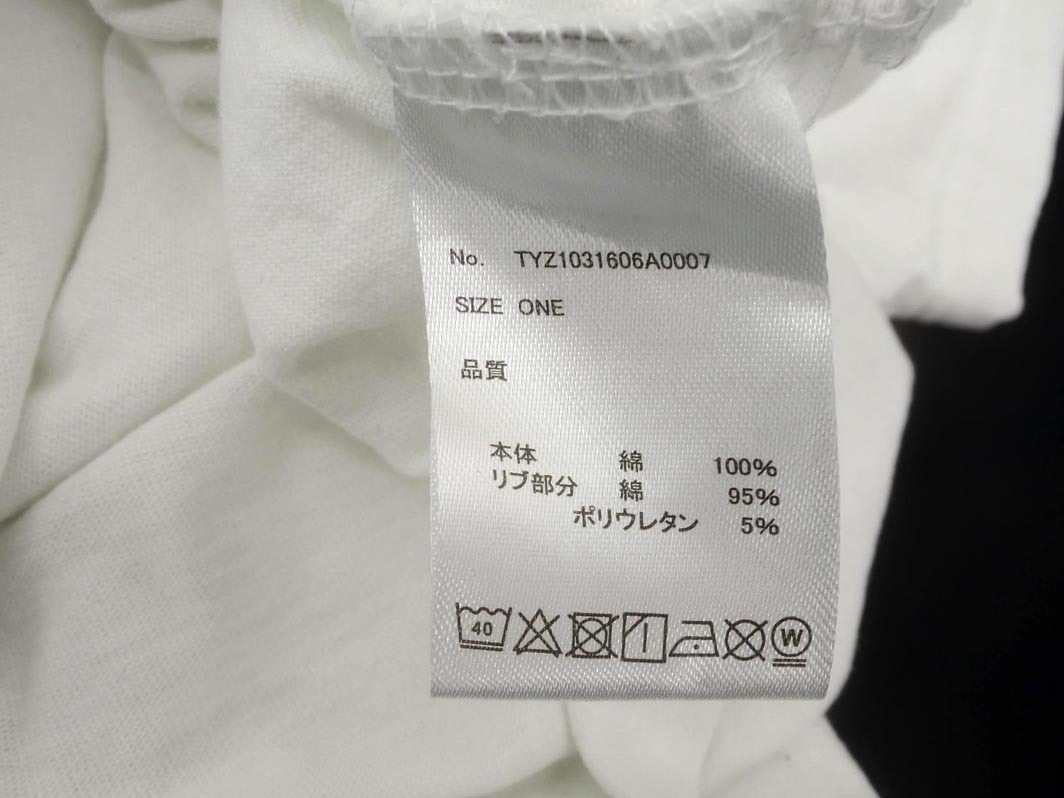 No. TYZ1031606A0007
SIZE ONE
品質
本体 綿 100%
リブ部分 綿 95%
ポリウレタン 5%
40 W